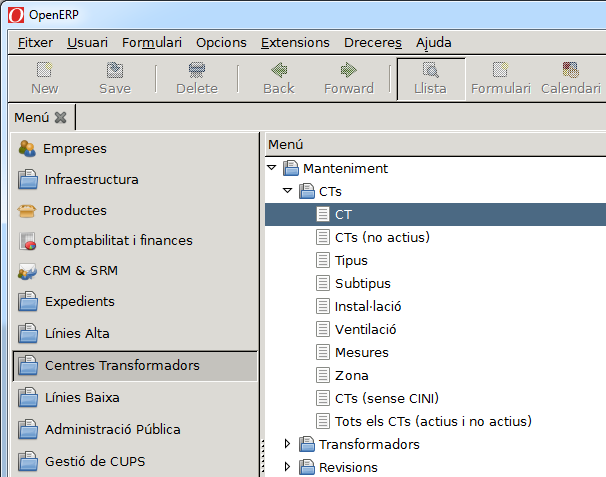 OpenERP
Fitxer Usuari Formulari Opcions Extensions Dreceres Ajuda
New Save Delete Back Forward Llista Formulari Calendari
Menú
Empreses
Infraestructura
Productes
Comptabilitat i finances
CRM & SRM
Expedients
Línies Alta
Centres Transformadors
Línies Baixa
Administració Pública
Gestió de CUPS
Menú
Manteniment
CTs
CT
CTs (no actius)
Tipus
Subtipus
Instal·lació
Ventilació
Mesures
Zona
CTs (sense CINI)
Tots els CTs (actius i no actius)
Transformadors
Revisions